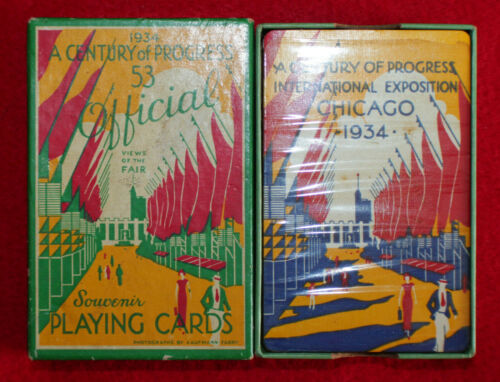 1934
A CENTURY of PROGRESS
53
Official
VIEWS
OF THE
FAIR
Souvenir
PLAYING CARDS
PHOTOGRAPHS BY KAUFMANN-FABRY
A CENTURY OF PROGRESS
INTERNATIONAL EXPOSITION
CHICAGO
·1934·